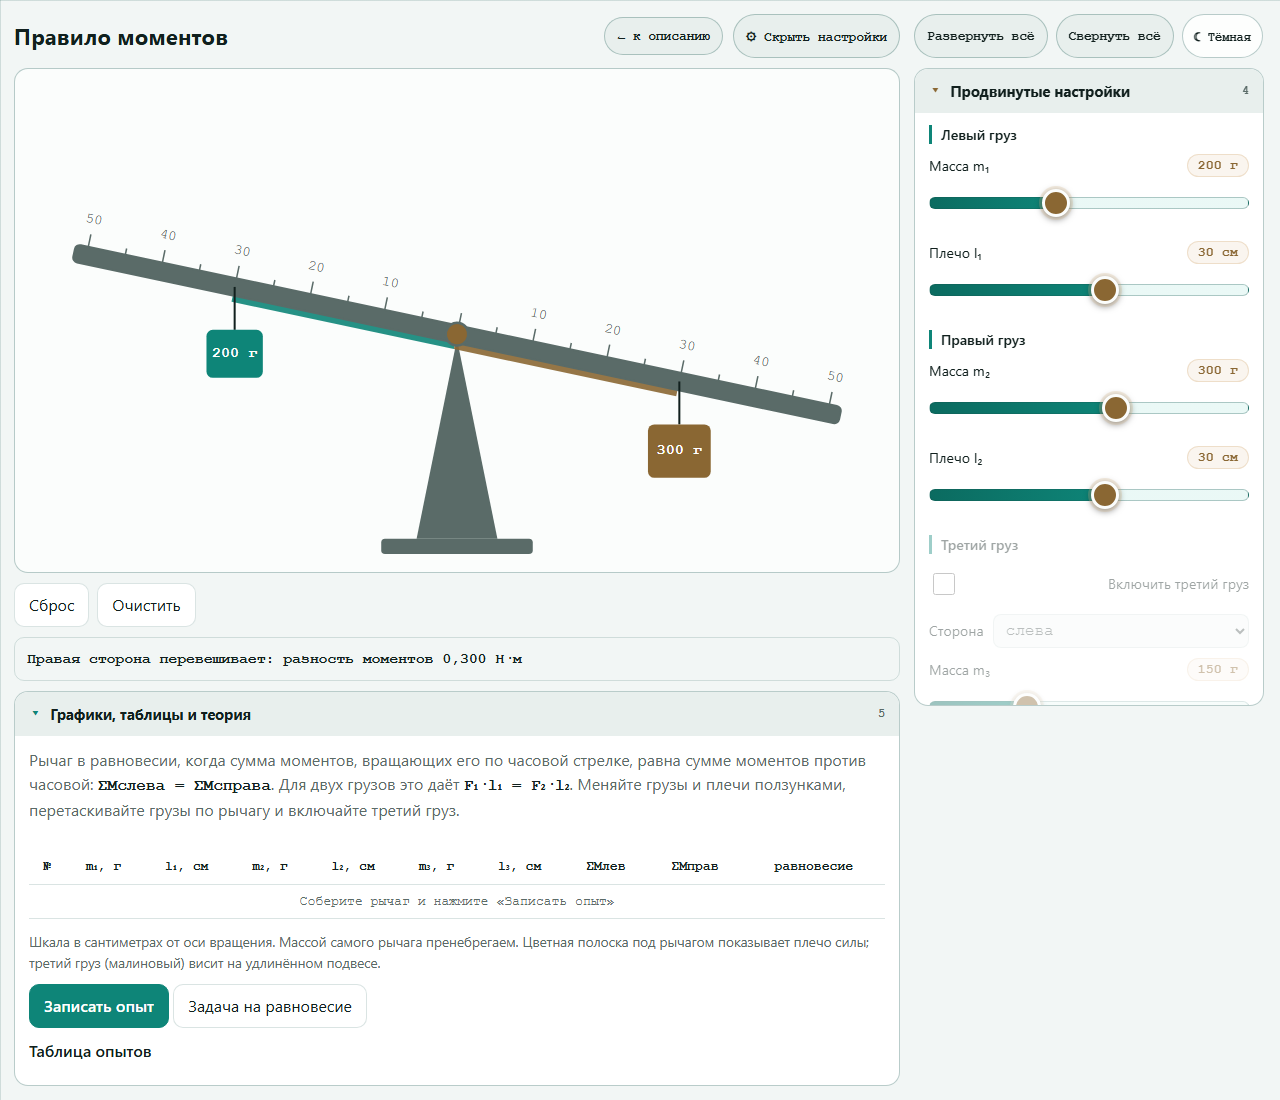 Правило моментов
← к описанию
⚙ Скрыть настройки
Развернуть всё
Свернуть всё
☾ Тёмная
50
40
30
20
10
10
20
30
40
50
200 г
300 г
Сброс
Очистить
Правая сторона перевешивает: разность моментов 0,300 Н·м
Графики, таблицы и теория
5
Рычаг в равновесии, когда сумма моментов, вращающих его по часовой стрелке, равна сумме моментов против
часовой: ΣMслева = ΣMсправа. Для двух грузов это даёт F₁·l₁ = F₂·l₂. Меняйте грузы и плечи ползунками,
перетаскивайте грузы по рычагу и включайте третий груз.
№ m₁, г l₁, см m₂, г l₂, см m₃, г l₃, см ΣMлев ΣMправ равновесие
Соберите рычаг и нажмите «Записать опыт»
Шкала в сантиметрах от оси вращения. Массой самого рычага пренебрегаем. Цветная полоска под рычагом показывает плечо силы;
третий груз (малиновый) висит на удлинённом подвесе.
Записать опыт
Задача на равновесие
Таблица опытов
Продвинутые настройки
4
Левый груз
Масса m₁ 200 г
Плечо l₁ 30 см
Правый груз
Масса m₂ 300 г
Плечо l₂ 30 см
Третий груз
Включить третий груз
Сторона слева
Масса m₃ 150 г